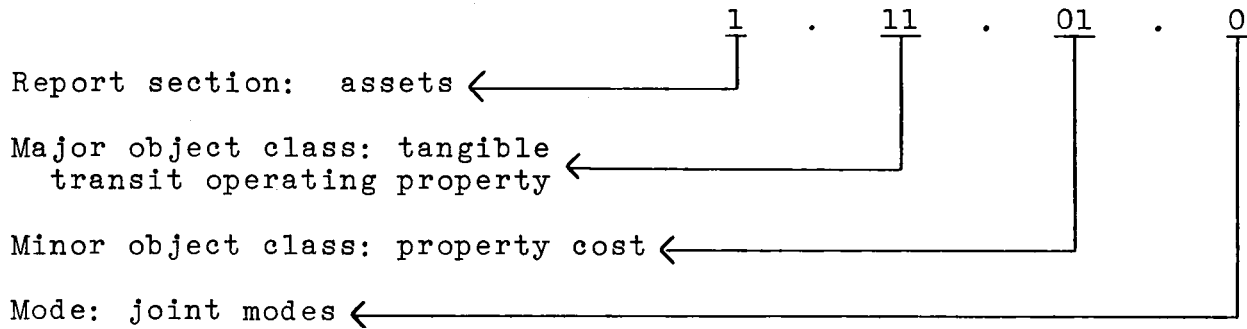 1 . 11 . 01 . 0
Report section: assets
Major object class: tangible
transit operating property
Minor object class: property cost
Mode: joint modes